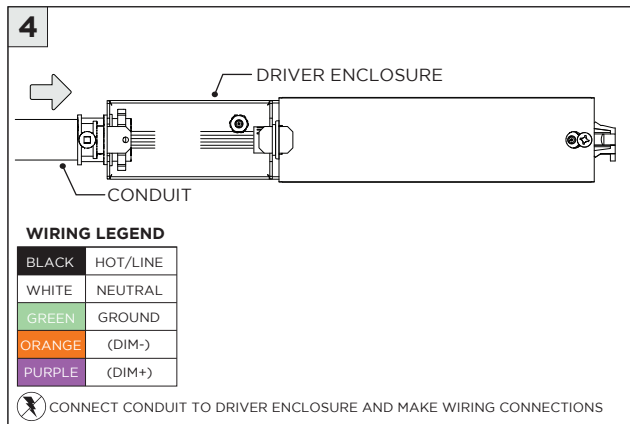 4
DRIVER ENCLOSURE
CONDUIT
WIRING LEGEND
BLACK HOT/LINE
WHITE NEUTRAL
GREEN GROUND
ORANGE (DIM-)
PURPLE (DIM+)
CONNECT CONDUIT TO DRIVER ENCLOSURE AND MAKE WIRING CONNECTIONS